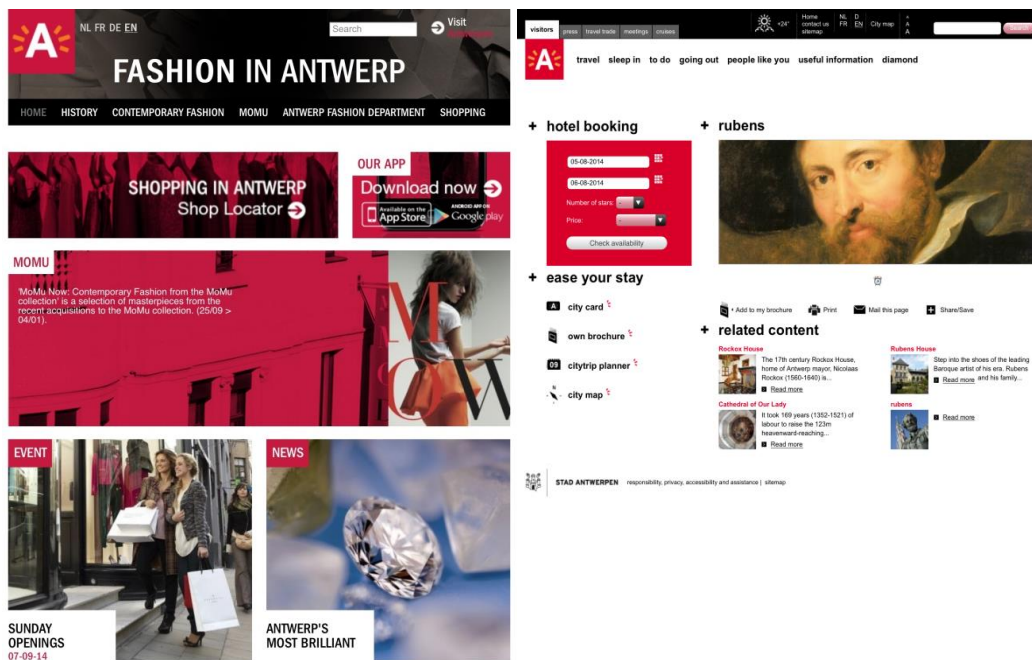 NL FR DE EN
Search
Visit
A
FASHION IN ANTWERP
HOME HISTORY CONTEMPORARY FASHION MOMU ANTWERP FASHION DEPARTMENT SHOPPING
SHOPPING IN ANTWERP
Shop Locator
OUR APP
Download now
Available on the
App Store
ANDROID APP ON
Google play
MOMU
'MoMu Now: Contemporary Fashion from the MoMu
collection' is a selection of masterpieces from the
recent acquisitions to the MoMu collection. (25/09 >
04/01).
M
OW
EVENT
SUNDAY
OPENINGS
07-09-14
NEWS
ANTWERP'S
MOST BRILLIANT
visitors press travel trade meetings cruises
+24°
Home
contact us
sitemap
NL D
FR EN
City map
A
A
A
travel sleep in to do going out people like you useful information diamond
+ hotel booking
05-08-2014
06-08-2014
Number of stars: -
Price: -
Check availability
+ ease your stay
A city card
own brochure
09 citytrip planner
city map
+ rubens
+ Add to my brochure Print Mail this page Share/Save
+ related content
Rockox House
The 17th century Rockox House,
home of Antwerp mayor, Nicolaas
Rockox (1560-1640) is...
Read more
Rubens House
Step into the shoes of the leading
Baroque artist of his era. Rubens
and his family...
Read more
Cathedral of Our Lady
It took 169 years (1352-1521) of
labour to raise the 123m
heavenward-reaching...
Read more
rubens
Read more
STAD ANTWERPEN responsibility, privacy, accessibility and assistance | sitemap